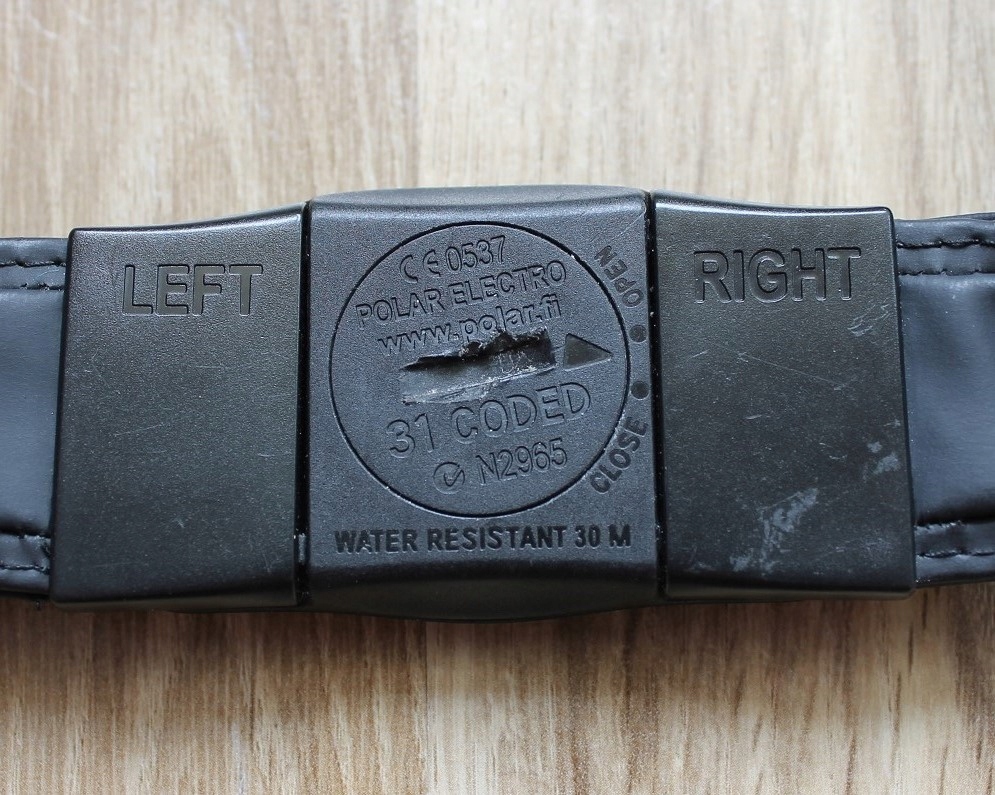 LEFT
CE 0537
POLAR ELECTRO
www.polar.fi
31 CODED
N2965
OPEN
CLOSE
WATER RESISTANT 30 M
RIGHT